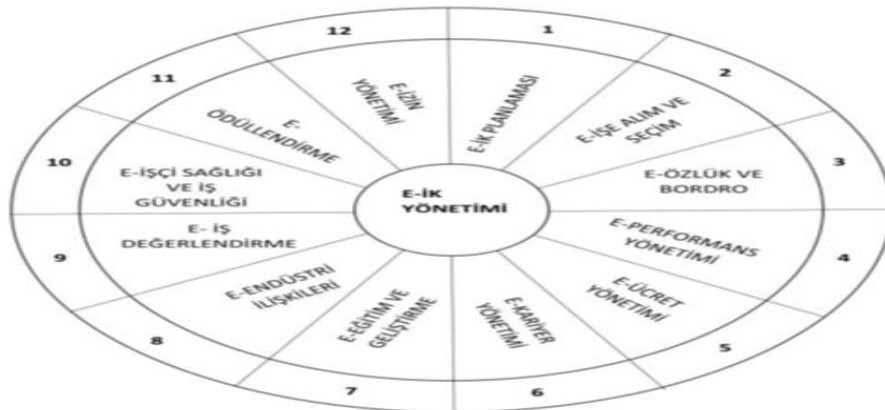 12
1
11
2
E-İZİN
YÖNETİMİ
E-İK PLANLAMASI
E-
ÖDÜLLENDİRME
E-İŞE ALIM VE
SEÇİM
10
3
E-İŞÇİ SAĞLIĞI
VE İŞ
GÜVENLİĞİ
E-ÖZLÜK VE
BORDRO
E-İK
YÖNETİMİ
E- İŞ
DEĞERLENDİRME
E-PERFORMANS
YÖNETİMİ
9
4
E-ENDÜSTRİ
İLİŞKİLERİ
E-ÜCRET
YÖNETİMİ
E-EĞİTİM VE
GELİŞTİRME
E-KARİYER
YÖNETİMİ
8
5
7
6